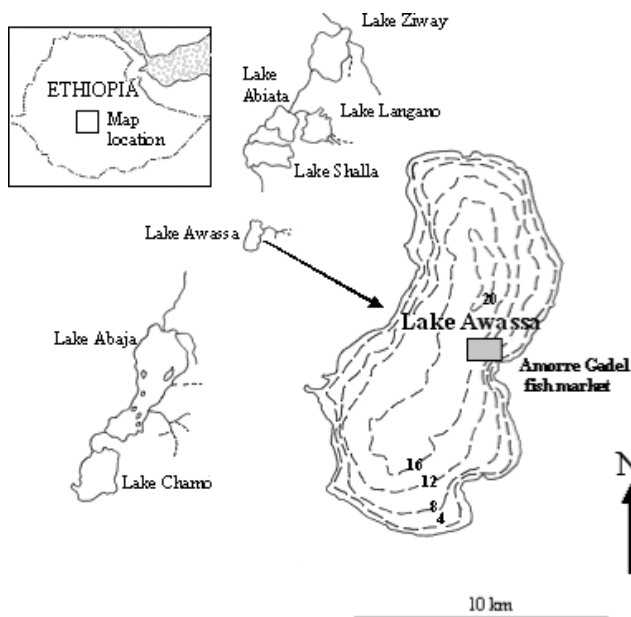 Lake Ziway
ETHIOPIA
Map
location
Lake
Abiata
Lake Langano
Lake Shalla
Lake Awassa
20
Lake Awassa
Lake Abaja
Amorre Gadel
fish market
16
12
8
4
Lake Chamo
N
10 km